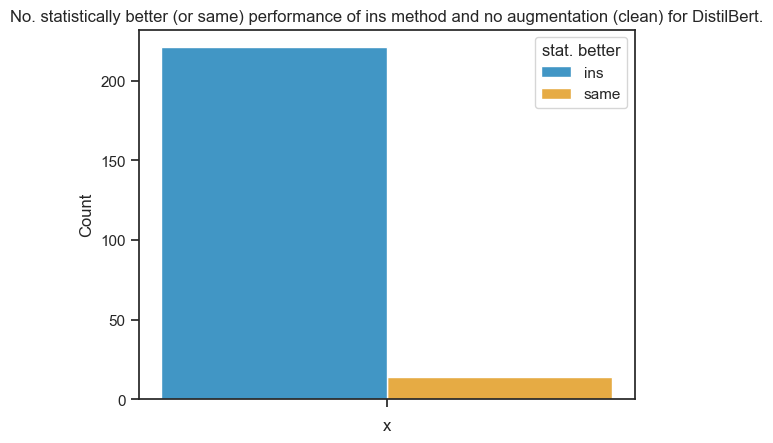 No. statistically better (or same) performance of ins method and no augmentation (clean) for DistilBert.
stat. better
ins
same
Count
200
150
100
50
0
x